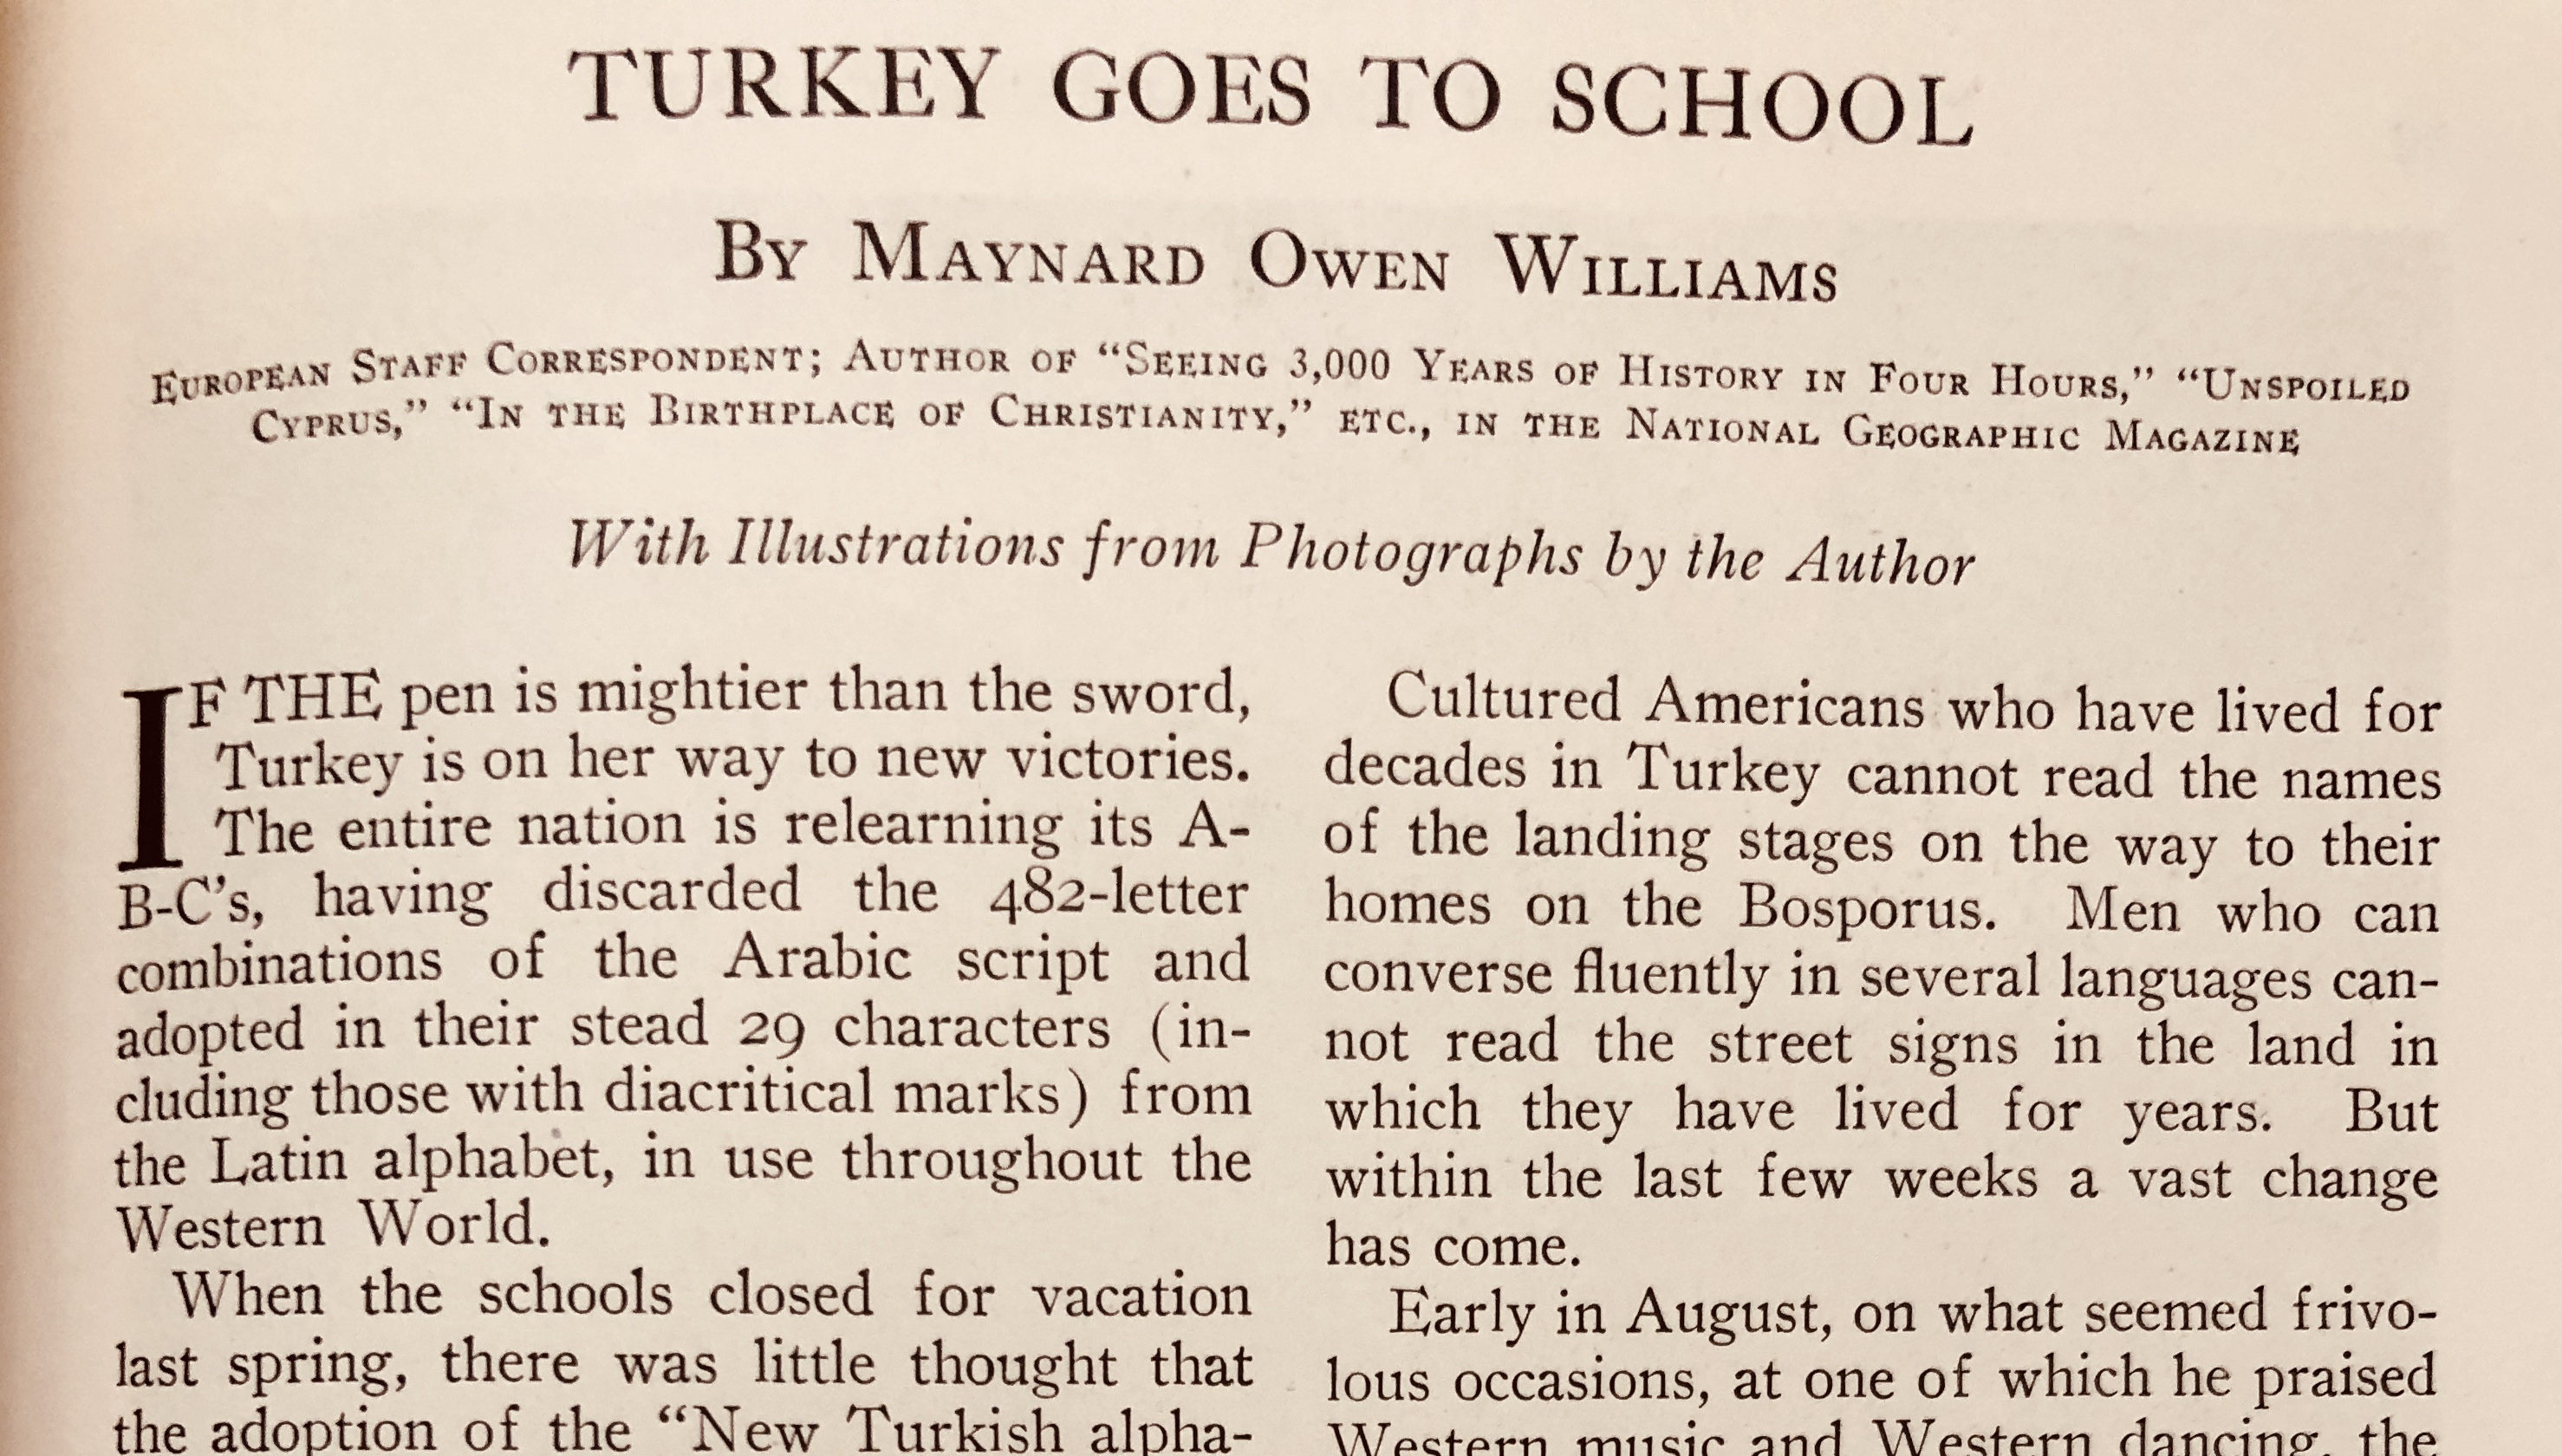 TURKEY GOES TO SCHOOL
By Maynard Owen Williams
European Staff Correspondent; Author of “Seeing 3,000 Years of History in Four Hours,” “Unspoiled
Cyprus,” “In the Birthplace of Christianity,” etc., in the National Geographic Magazine
With Illustrations from Photographs by the Author
IF THE pen is mightier than the sword,
Turkey is on her way to new victories.
The entire nation is relearning its A-
B-C’s, having discarded the 482-letter
combinations of the Arabic script and
adopted in their stead 29 characters (in-
cluding those with diacritical marks) from
the Latin alphabet, in use throughout the
Western World.
When the schools closed for vacation
last spring, there was little thought that
the adoption of the “New Turkish alpha-
Cultured Americans who have lived for
decades in Turkey cannot read the names
of the landing stages on the way to their
homes on the Bosporus. Men who can
converse fluently in several languages can-
not read the street signs in the land in
which they have lived for years. But
within the last few weeks a vast change
has come.
Early in August, on what seemed frivo-
lous occasions, at one of which he praised
Western music and Western dancing, the